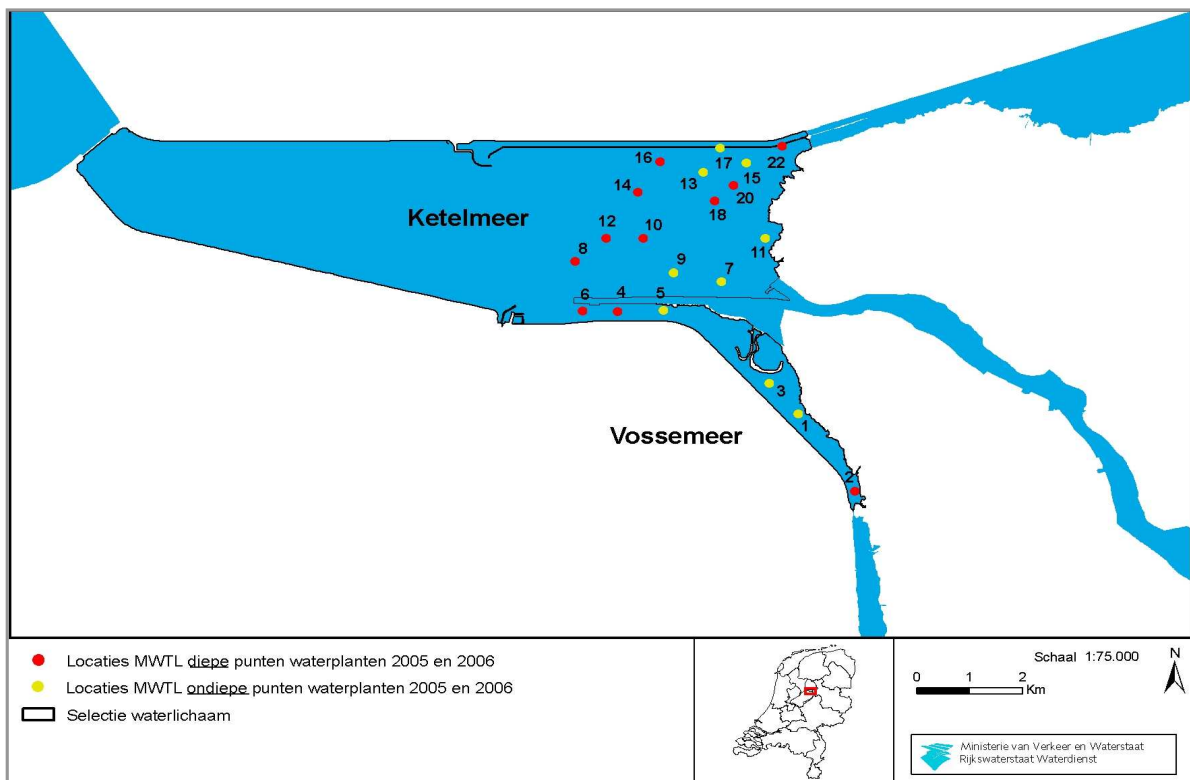 16
17
22
13
15
14
20
18
Ketelmeer
12
10
11
8
9
7
6
4
5
3
1
Vossemeer
2
Locaties MWTL diepe punten waterplanten 2005 en 2006
Locaties MWTL ondiepe punten waterplanten 2005 en 2006
Selectie waterlichaam
Schaal 1:75.000
N
0 1 2
Km
Ministerie van Verkeer en Waterstaat
Rijkswaterstaat Waterdienst